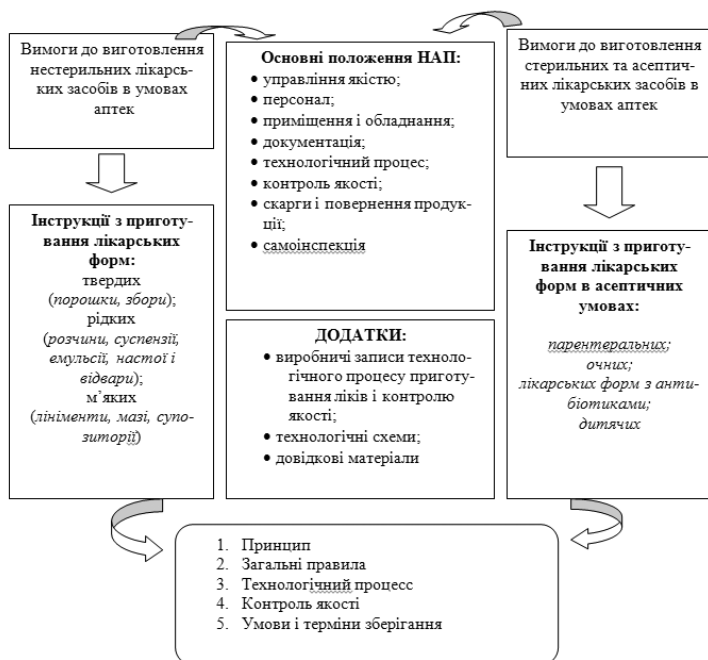 Вимоги до виготовлення
нестерильних лікарсь-
ких засобів в умовах
аптек
Основні положення НАП:
• управління якістю;
• персонал;
• приміщення і обладнання;
• документація;
• технологічний процес;
• контроль якості;
• скарги і повернення продук-
ції;
• самоінспекція
Вимоги до виготовлення
стерильних та асептич-
них лікарських засобів в
умовах аптек
Інструкції з приготу-
вання лікарських
форм:
твердих
(порошки, збори);
рідких
(розчини, суспензії,
емульсії, настої і
відвари);
м’яких
(лініменти, мазі, супо-
зиторії)
ДОДАТКИ:
• виробничі записи техноло-
гічного процесу приготу-
вання ліків і контролю
якості;
• технологічні схеми;
• довідкові матеріали
Інструкції з приготу-
вання лікарських
форм в асептичних
умовах:
парентеральних;
очних;
лікарських форм з анти-
біотиками;
дитячих
1. Принцип
2. Загальні правила
3. Технологічний процесс
4. Контроль якості
5. Умови і терміни зберігання